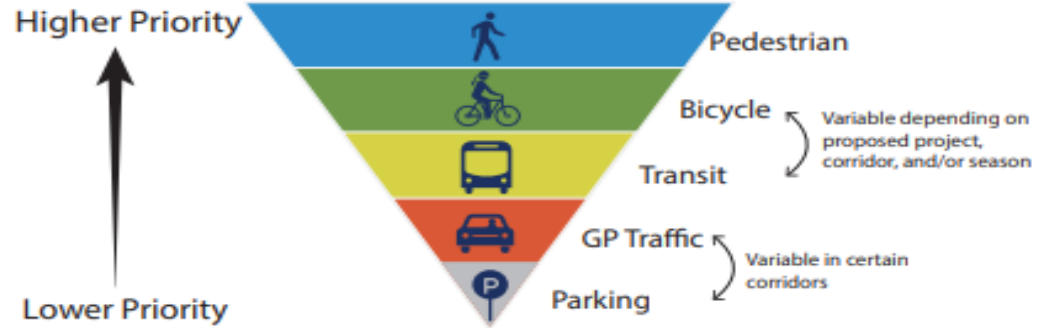 Higher Priority
Pedestrian
Bicycle
Variable depending on
proposed project,
corridor, and/or season
Transit
GP Traffic
Variable in certain
corridors
P
Parking
Lower Priority